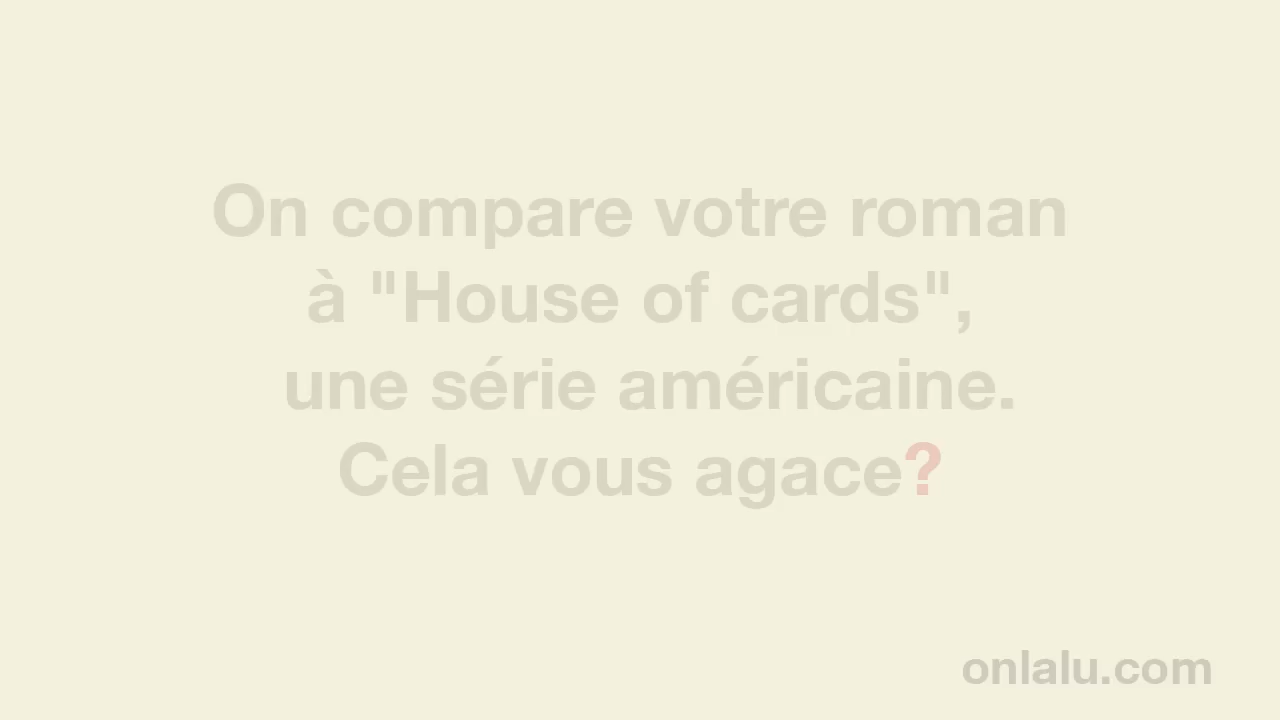 On compare votre roman
à "House of cards",
une série américaine.
Cela vous agace?
onlalu.com